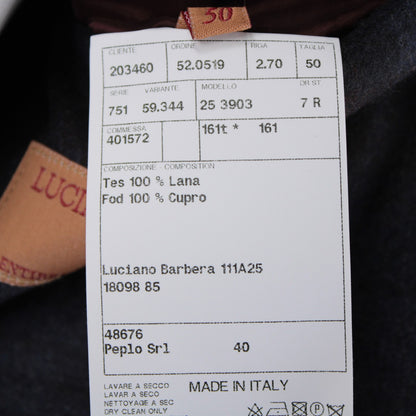 50
CLIENTE ORDINE RIGA TAGLIA
203460 52.0519 2.70 50
SERIE VARIANTE MODELLO DR ST
751 59.344 25 3903 7 R
COMMESSA
401572 161t * 161
COMPOSIZIONE COMPOSITION
Tes 100 % Lana
Fod 100 % Cupro
LUCIA
Luciano Barbera 111A25
18098 85
48676
Peplo Srl 40
LAVARE A SECCO
LAVAR A SECO
NETTOYAGE A SEC
DRY CLEAN ONLY
MADE IN ITALY